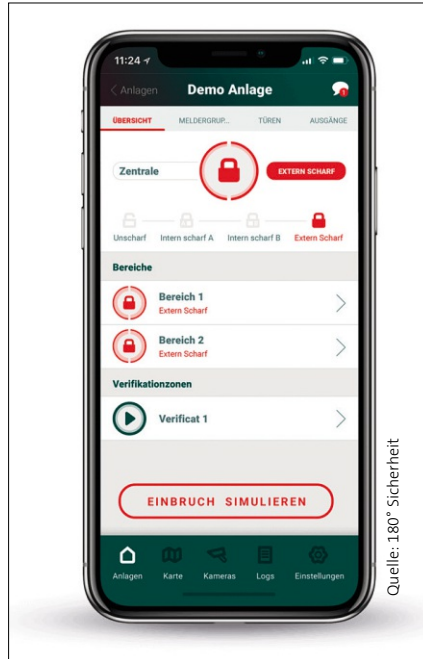 11:24
Anlagen
Demo Anlage
ÜBERSICHT MELDERGRUP... TÜREN AUSGÄNGE
Zentrale
EXTERN SCHARF
Unscharf Intern scharf A Intern scharf B Extern Scharf
Bereiche
Bereich 1
Extern Scharf
Bereich 2
Extern Scharf
Verifikationzonen
Verificat 1
EINBRUCH SIMULIEREN
Anlagen Karte Kameras Logs Einstellungen
Quelle: 180° Sicherheit